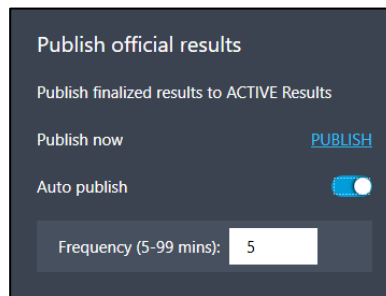 Publish official results
Publish finalized results to ACTIVE Results
Publish now PUBLISH
Auto publish
Frequency (5-99 mins): 5